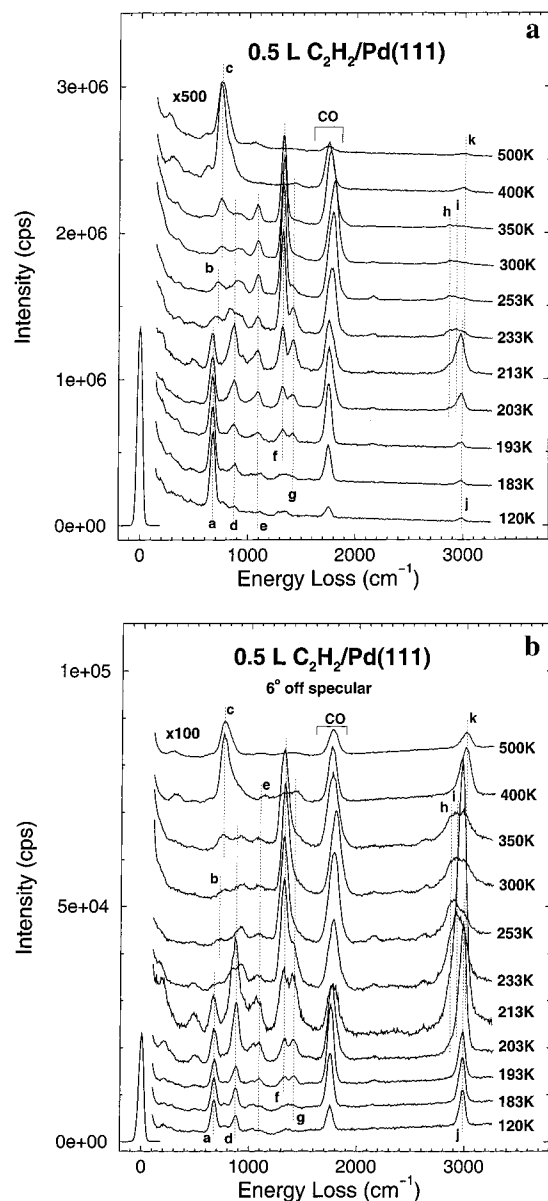 a
0.5 L C₂H₂/Pd(111)
3e+06
x500
c
CO
k
500K
400K
h
i
350K
2e+06
300K
b
253K
233K
213K
1e+06
203K
193K
f
183K
g
j
120K
0e+00
a
d
e
0
1000
2000
3000
Energy Loss (cm⁻¹)
Intensity (cps)
b
0.5 L C₂H₂/Pd(111)
6° off specular
1e+05
x100
c
CO
k
500K
e
400K
h
i
350K
b
300K
5e+04
253K
233K
213K
203K
193K
f
183K
g
120K
0e+00
a
d
j
0
1000
2000
3000
Energy Loss (cm⁻¹)
Intensity (cps)